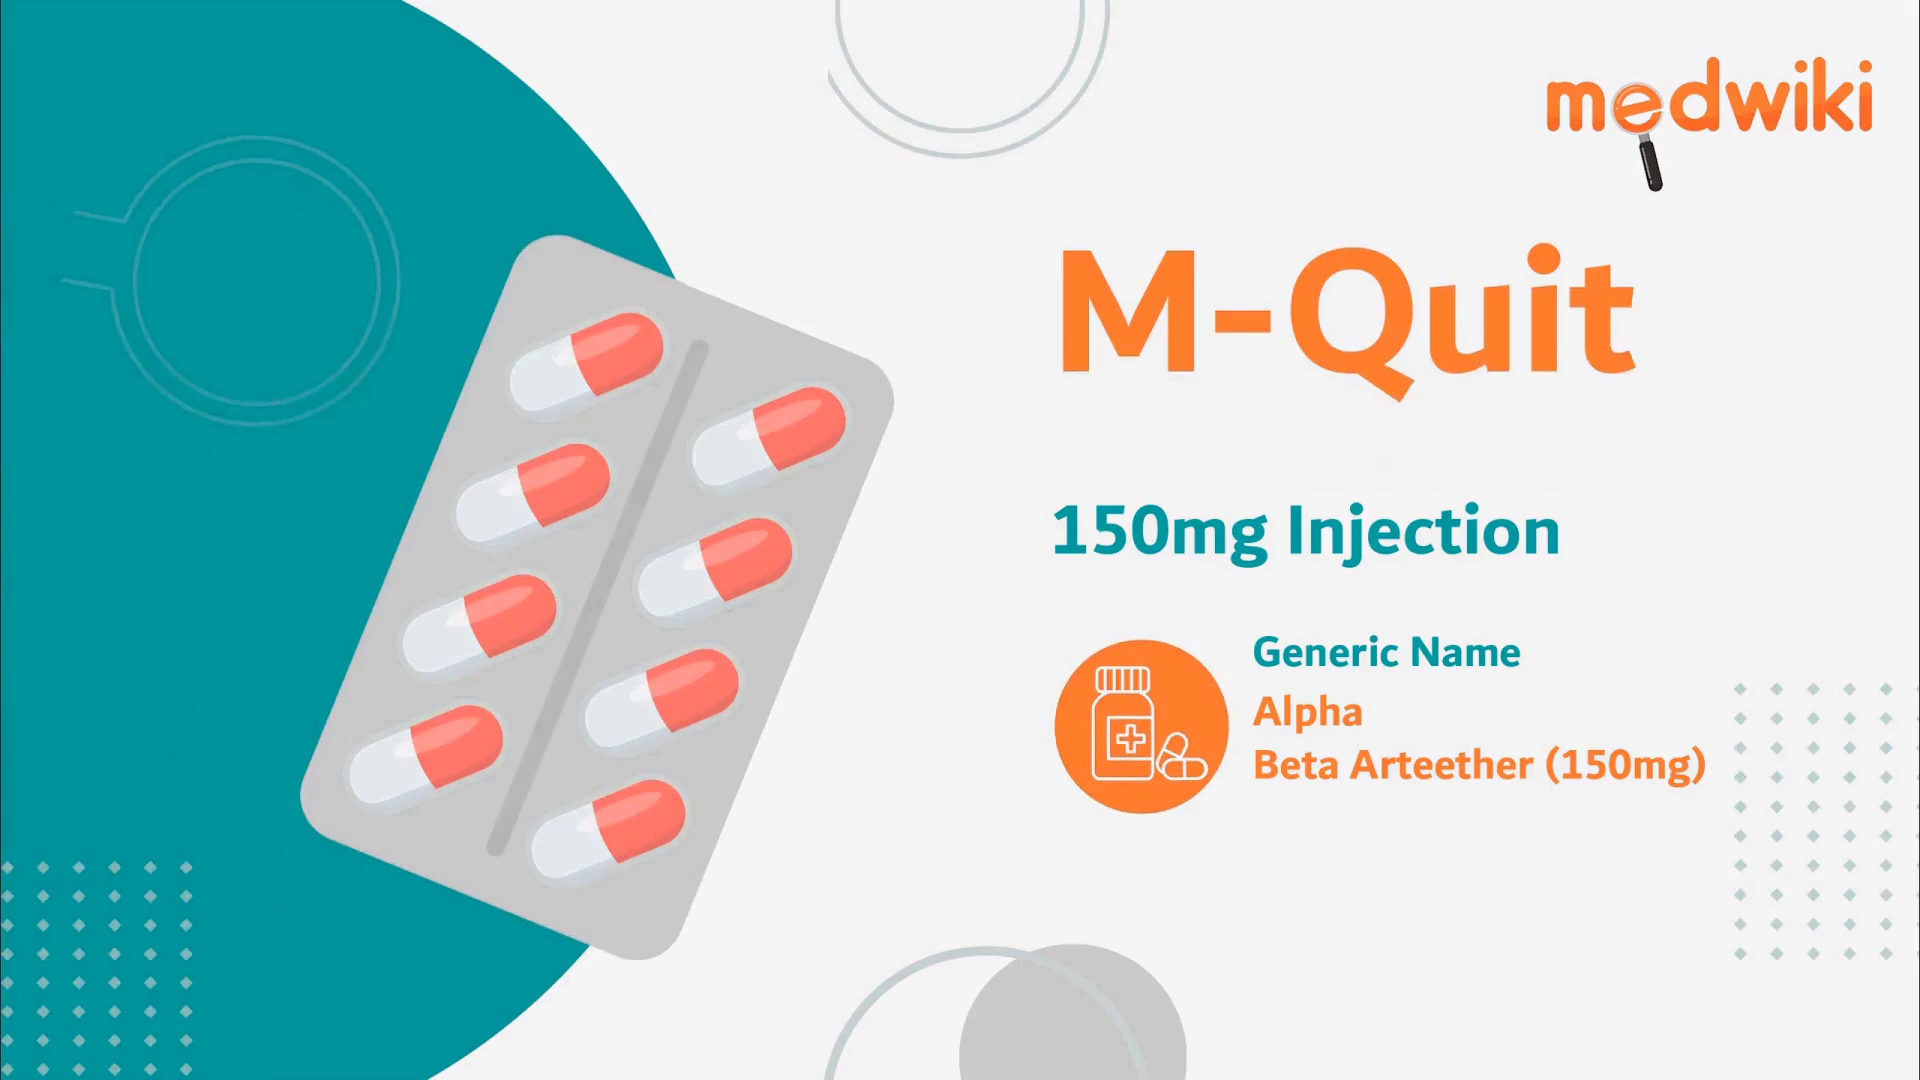 medwiki
M-Quit
150mg Injection
Generic Name
Alpha
Beta Arteether (150mg)